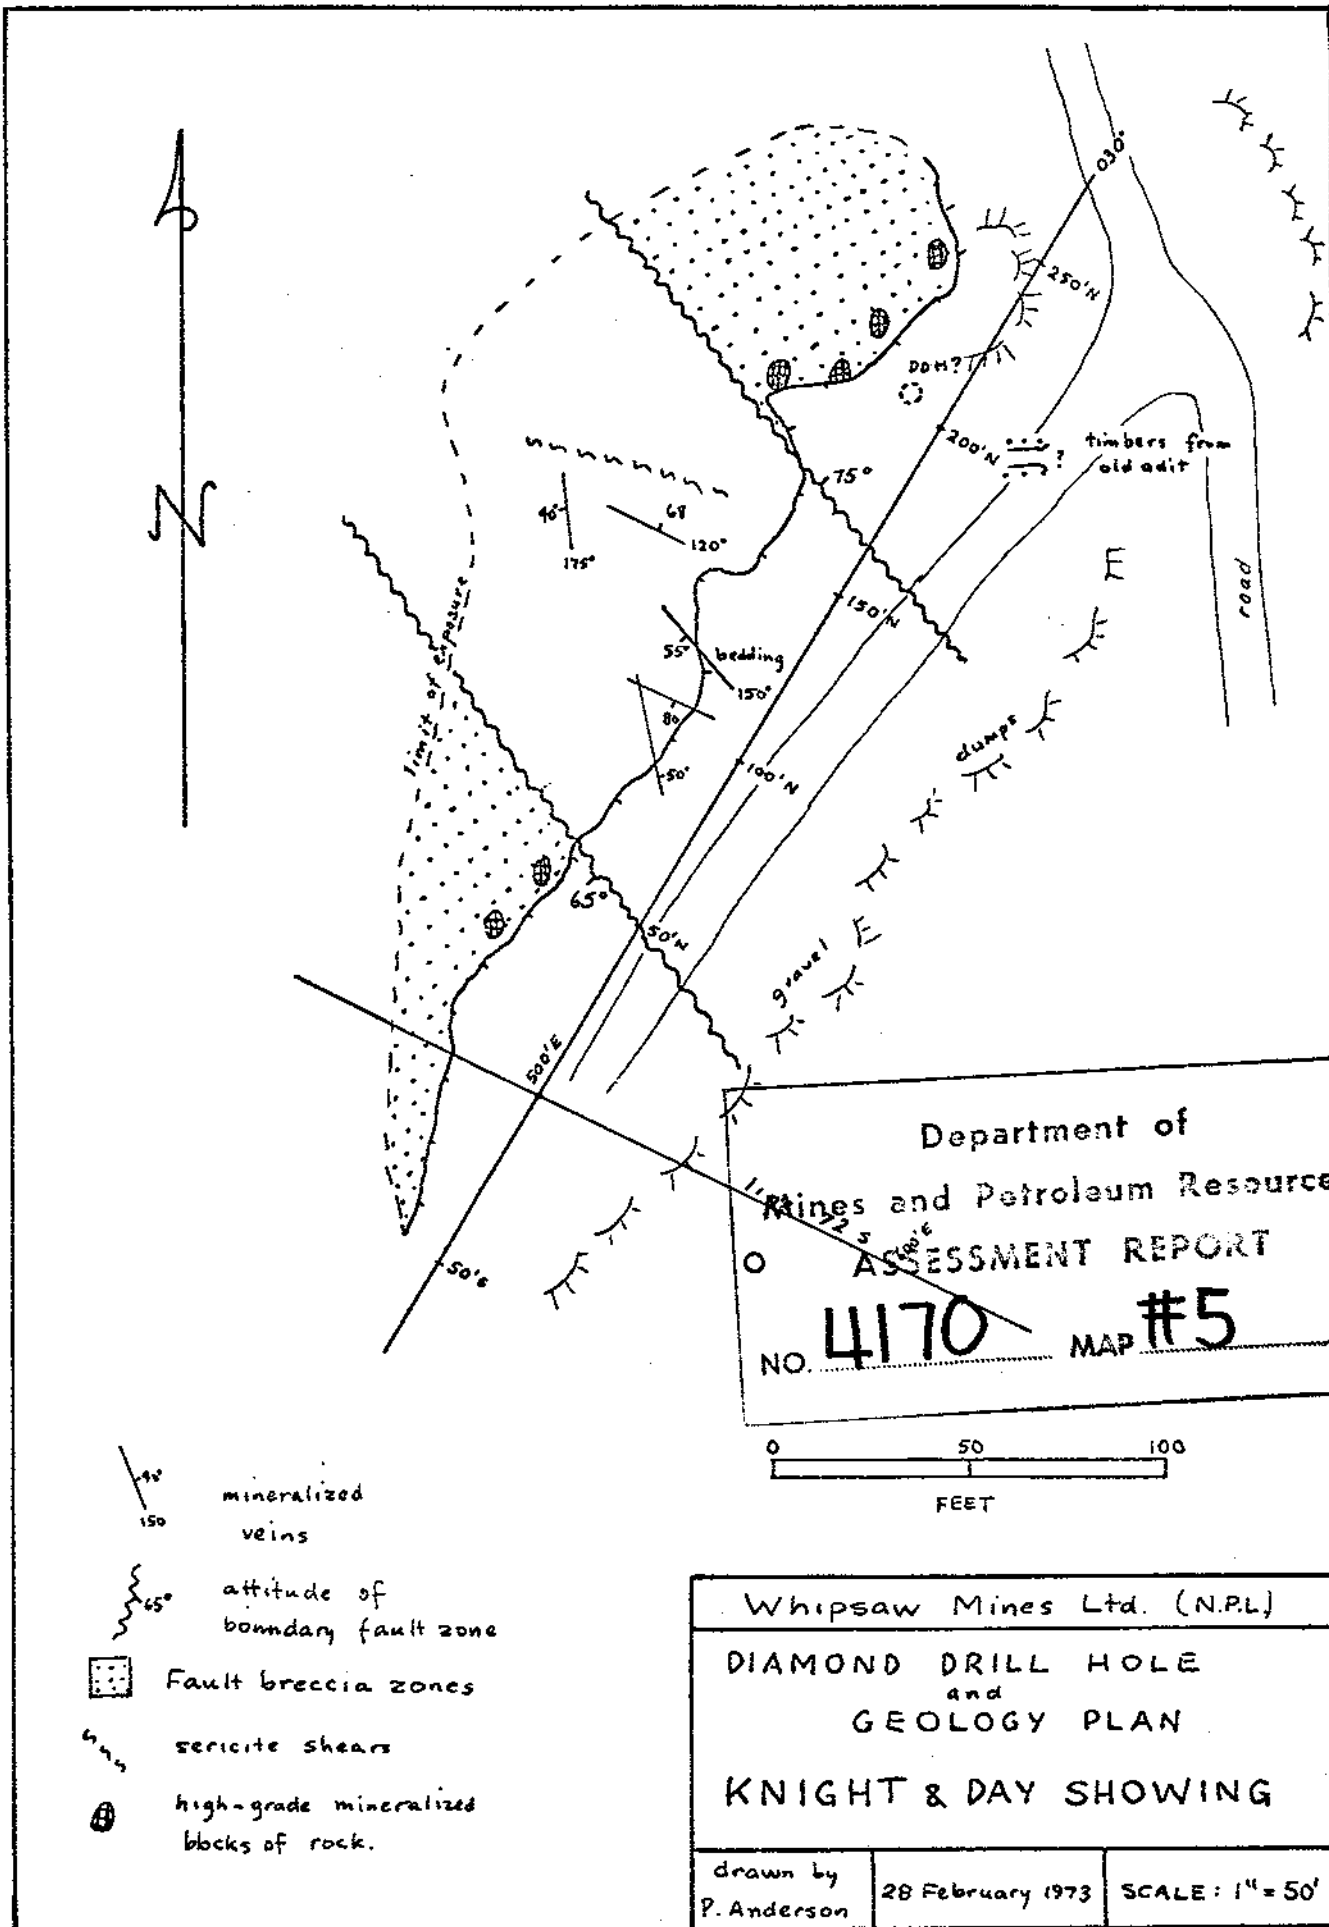 030°
250'N
DDH?
200'N
?
timbers from
old adit
75°
N
40°
175°
68
120°
150'N
road
limit of exposure
55°
bedding
150°
80
50°
100'N
dumps
65°
50'N
gravel
500'E
50'S
Department of
Mines and Petroleum Resource
ASSESSMENT REPORT
NO. 4170 MAP #5
0 50 100
FEET
150
mineralized
veins
65°
attitude of
boundary fault zone
Fault breccia zones
sericite shears
high-grade mineralized
blocks of rock.
Whipsaw Mines Ltd. (N.P.L)
DIAMOND DRILL HOLE
and
GEOLOGY PLAN
KNIGHT & DAY SHOWING
drawn by
P. Anderson
28 February 1973
SCALE: 1" = 50'